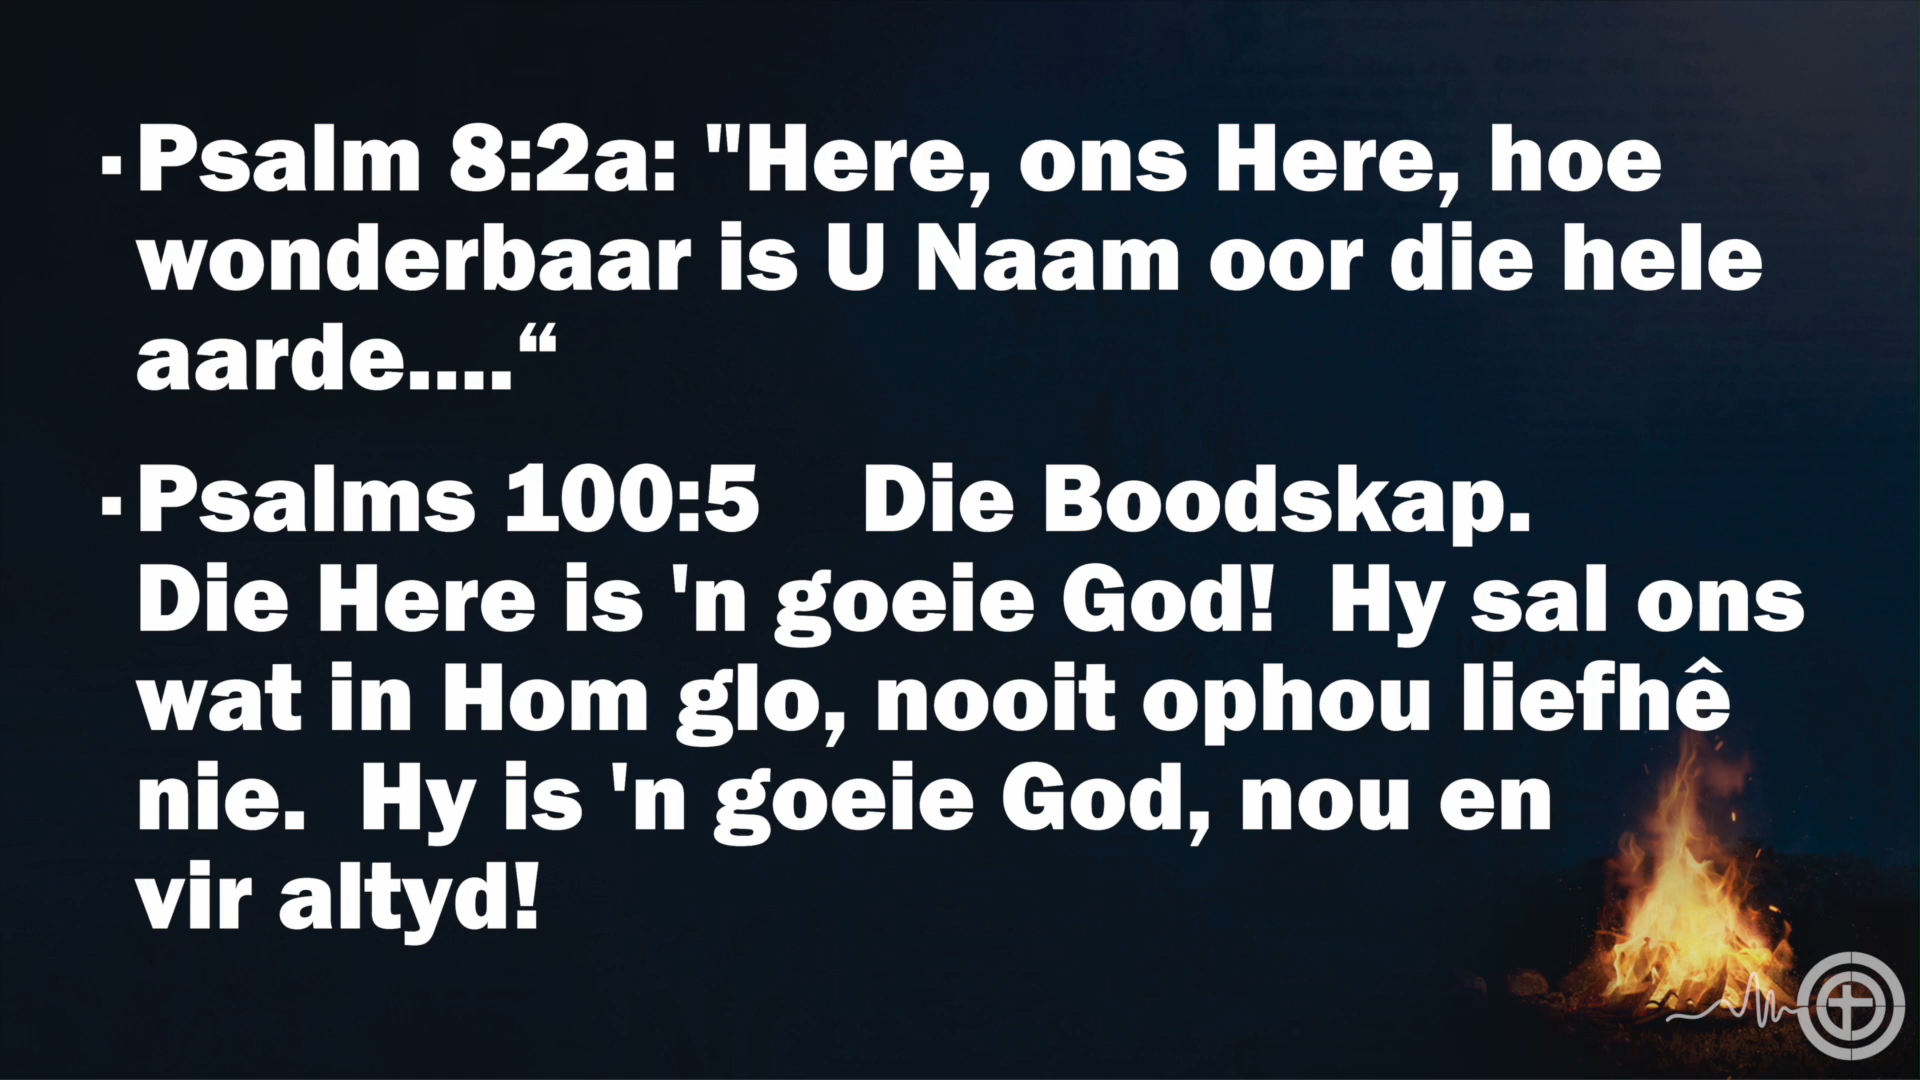 ▪Psalm 8:2a: "Here, ons Here, hoe
wonderbaar is U Naam oor die hele
aarde....“
▪Psalms 100:5    Die Boodskap.
Die Here is 'n goeie God!  Hy sal ons
wat in Hom glo, nooit ophou liefhê
nie.  Hy is 'n goeie God, nou en
vir altyd!